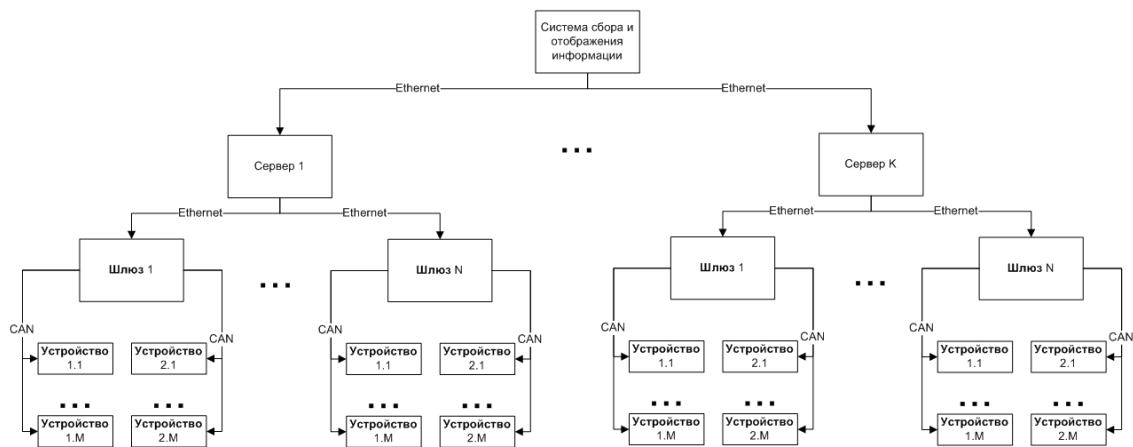 Система сбора и
отображения
информации
Ethernet
Ethernet
Сервер 1
...
Сервер K
Ethernet
Ethernet
Ethernet
Ethernet
Шлюз 1
...
Шлюз N
Шлюз 1
...
Шлюз N
CAN
CAN
CAN
CAN
CAN
CAN
CAN
CAN
Устройство
1.1
Устройство
2.1
Устройство
1.1
Устройство
2.1
Устройство
1.1
Устройство
2.1
Устройство
1.1
Устройство
2.1
...
...
...
...
...
...
...
...
Устройство
1.M
Устройство
2.M
Устройство
1.M
Устройство
2.M
Устройство
1.M
Устройство
2.M
Устройство
1.M
Устройство
2.M